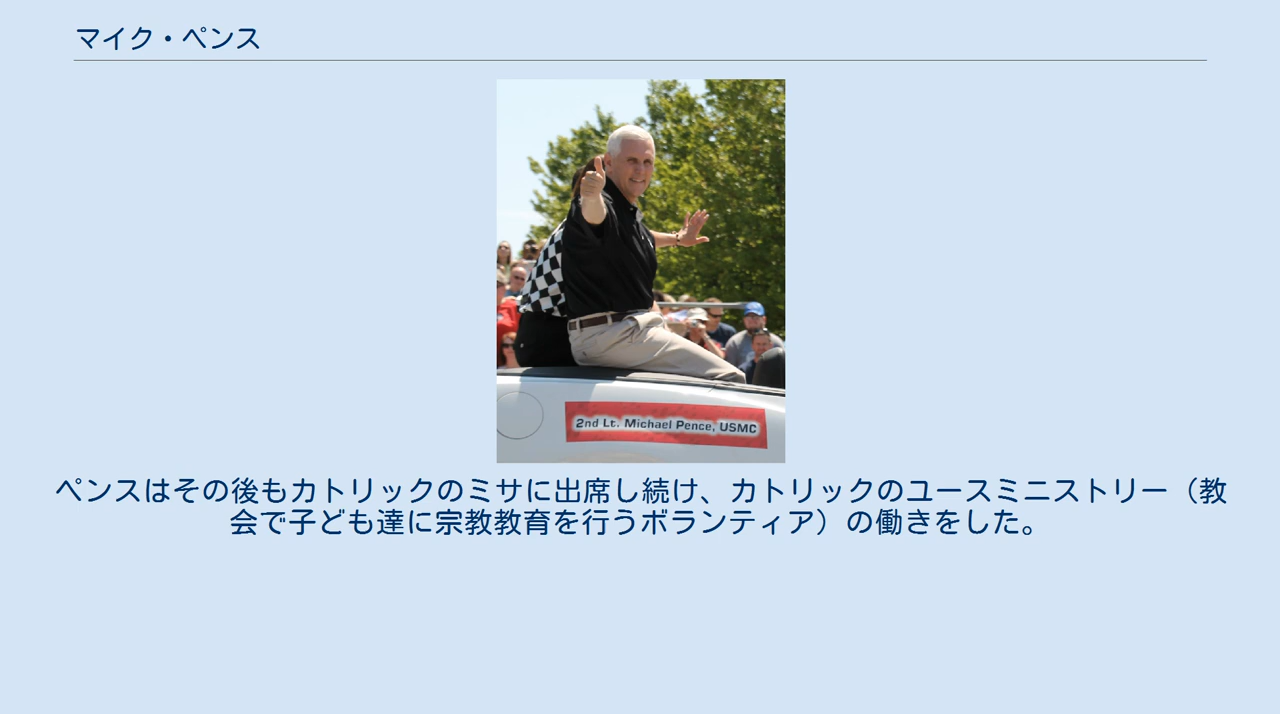 マイク・ペンス
2nd Lt. Michael Pence, USMC
ペンスはその後もカトリックのミサに出席し続け、カトリックのユースミニストリー（教
会で子ども達に宗教教育を行うボランティア）の働きをした。